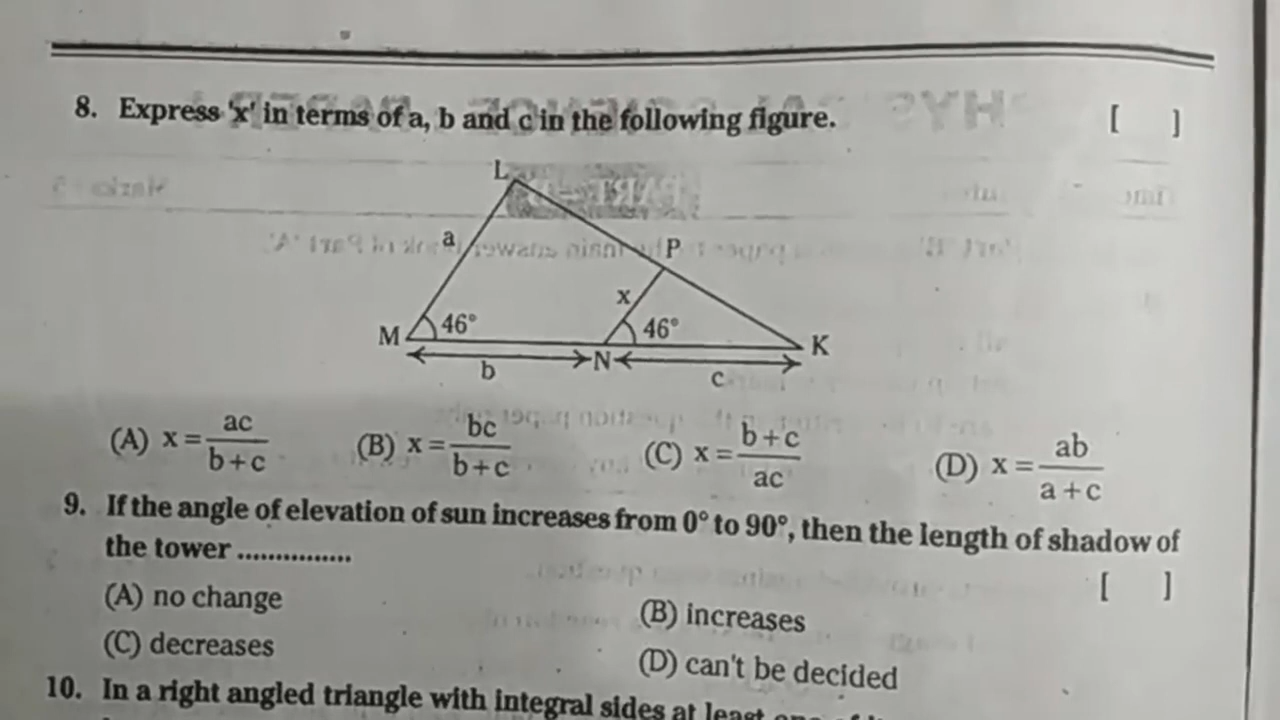 8. Express 'x' in terms of a, b and c in the following figure. [ ]
L
a
P
x
M 46° 46° K
N
b c
(A) x = ac / b+c (B) x = bc / b+c (C) x = b+c / ac (D) x = ab / a+c
9. If the angle of elevation of sun increases from 0° to 90°, then the length of shadow of
the tower ............... [ ]
(A) no change (B) increases
(C) decreases (D) can't be decided
10. In a right angled triangle with integral sides at least one of